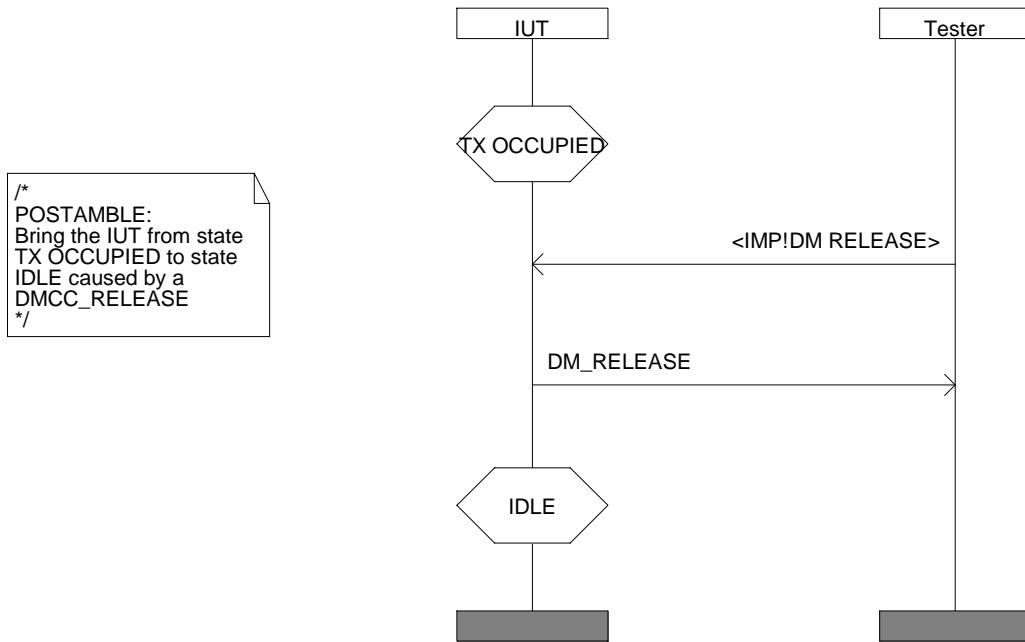 IUT
Tester
TX OCCUPIED
/*
POSTAMBLE:
Bring the IUT from state
TX OCCUPIED to state
IDLE caused by a
DMCC_RELEASE
*/
<IMP!DM RELEASE>
DM_RELEASE
IDLE